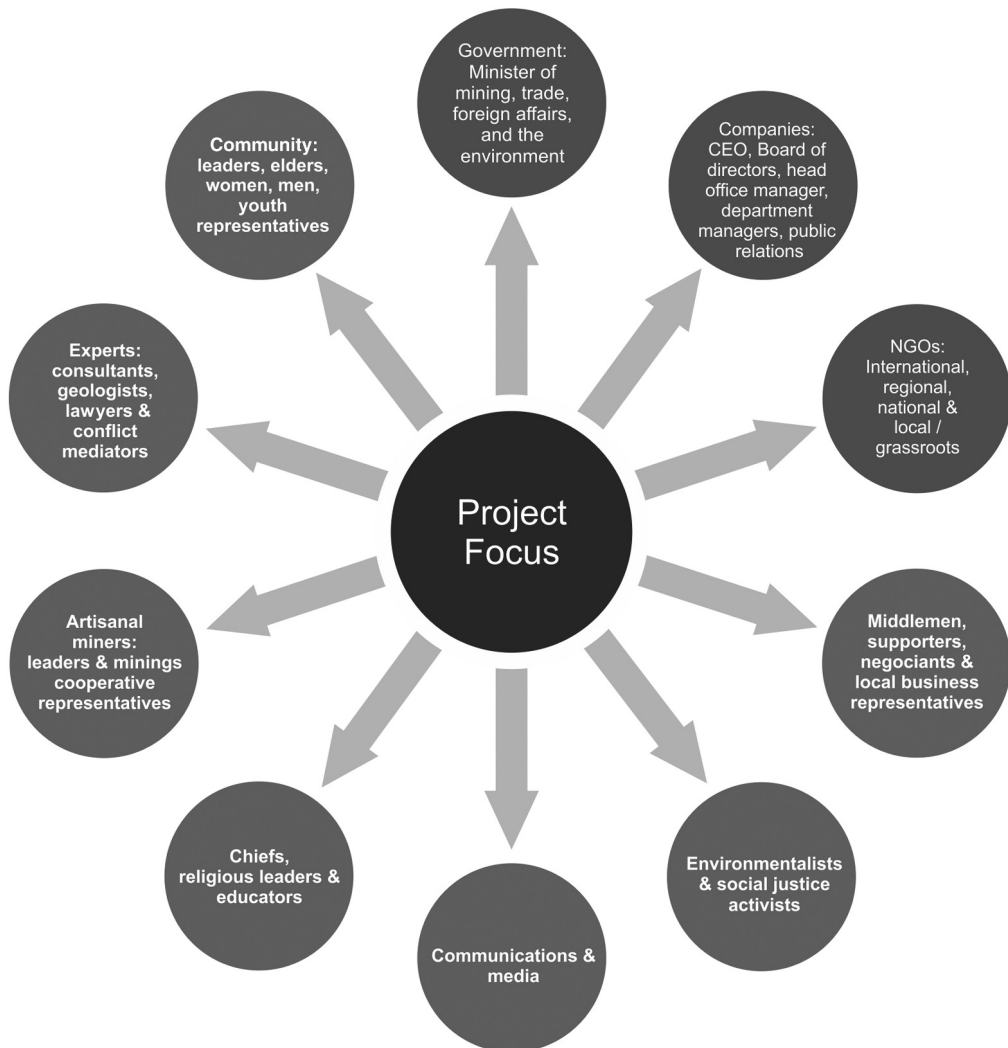 Government:
Minister of
mining, trade,
foreign affairs,
and the
environment
Companies:
CEO, Board of
directors, head
office manager,
department
managers, public
relations
NGOs:
International,
regional,
national &
local /
grassroots
Middlemen,
supporters,
negociants &
local business
representatives
Environmentalists
& social justice
activists
Communications &
media
Chiefs,
religious leaders &
educators
Artisanal
miners:
leaders & minings
cooperative
representatives
Experts:
consultants,
geologists,
lawyers &
conflict
mediators
Community:
leaders, elders,
women, men,
youth
representatives
Project
Focus